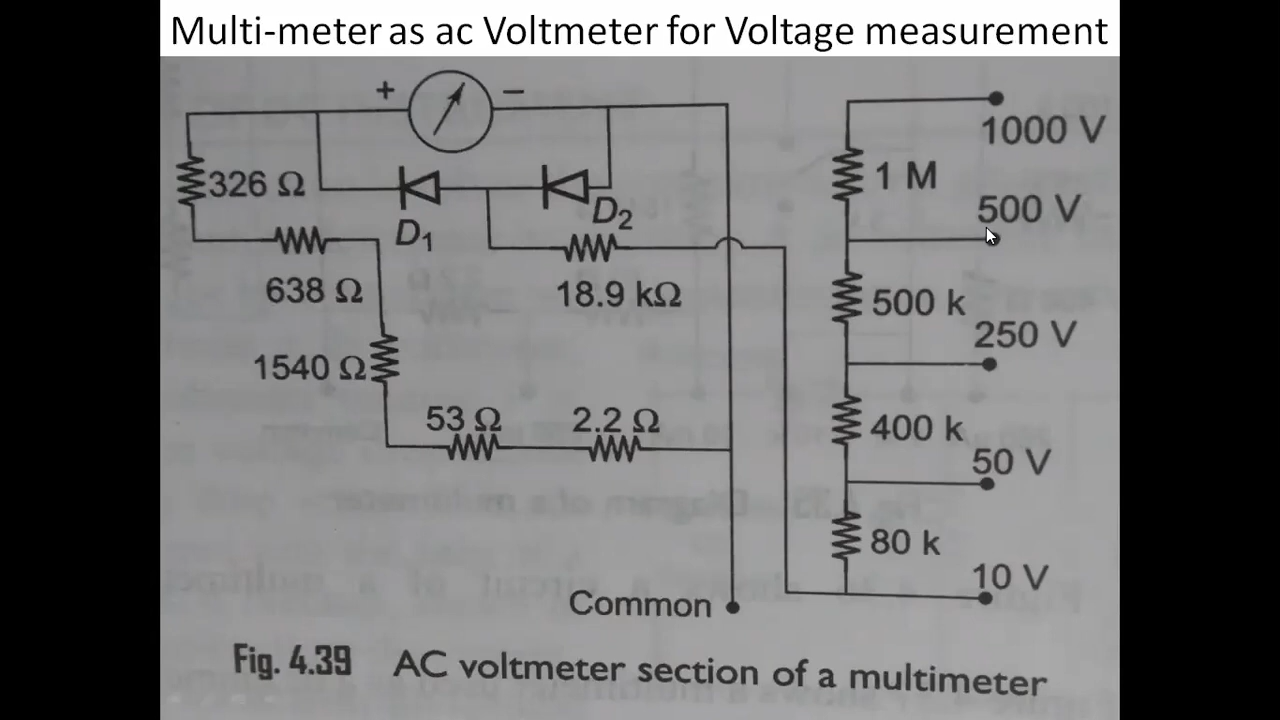 Multi-meter as ac Voltmeter for Voltage measurement
+
−
1000 V
326 Ω
1 M
D2
500 V
D1
638 Ω
18.9 kΩ
500 k
250 V
1540 Ω
53 Ω
2.2 Ω
400 k
50 V
80 k
10 V
Common
Fig. 4.39 AC voltmeter section of a multimeter